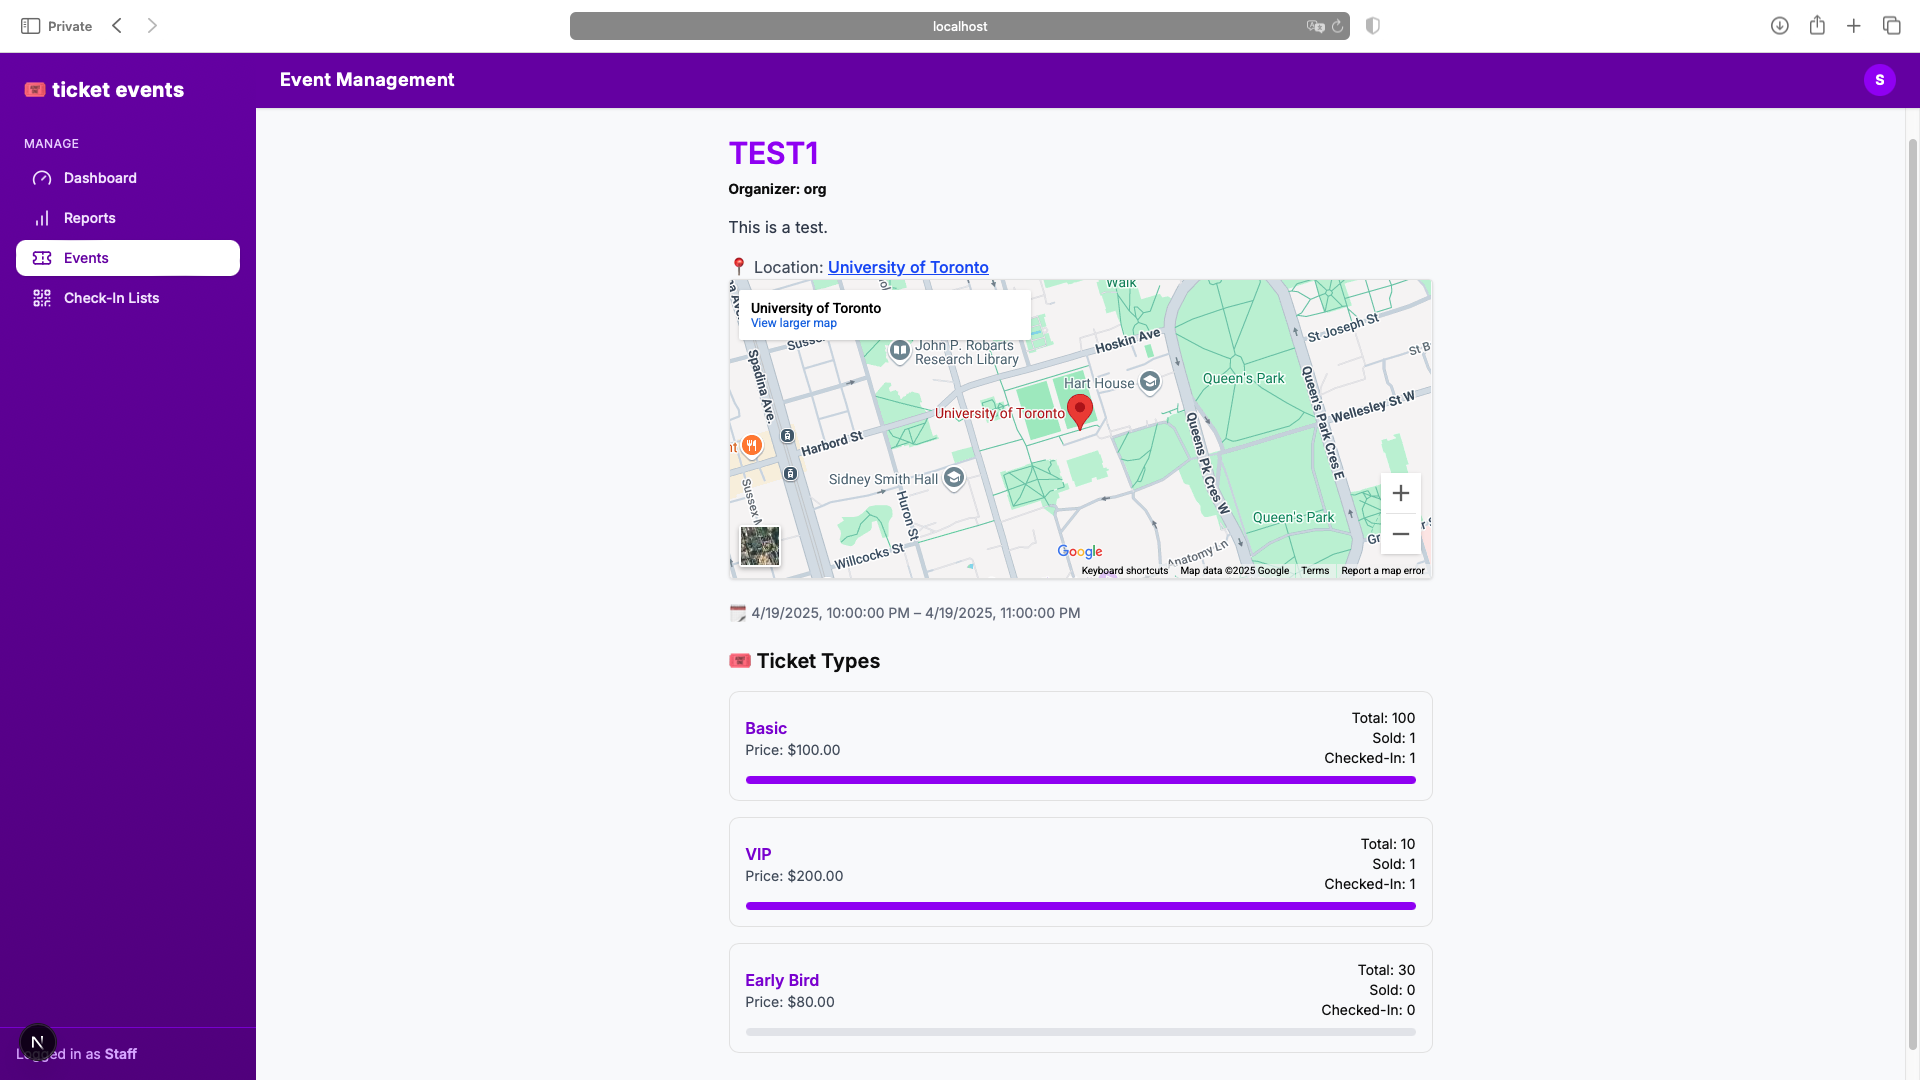 Private
localhost
ticket events
Event Management
S
MANAGE
Dashboard
Reports
Events
Check-In Lists
TEST1
Organizer: org
This is a test.
Location: University of Toronto
University of Toronto
View larger map
Walk
St Joseph St
John P. Robarts
Research Library
Hoskin Ave
Spadina Ave.
Hart House
Queen's Park
University of Toronto
Wellesley St W
Harbord St
Queens Pk Cres W
Queen's Park Cres E
Sidney Smith Hall
Huron St
Queen's Park
Willcocks St
Anatomy Ln
Google
Keyboard shortcuts
Map data ©2025 Google
Terms
Report a map error
4/19/2025, 10:00:00 PM – 4/19/2025, 11:00:00 PM
Ticket Types
Basic
Price: $100.00
Total: 100
Sold: 1
Checked-In: 1
VIP
Price: $200.00
Total: 10
Sold: 1
Checked-In: 1
Early Bird
Price: $80.00
Total: 30
Sold: 0
Checked-In: 0
N
Logged in as Staff